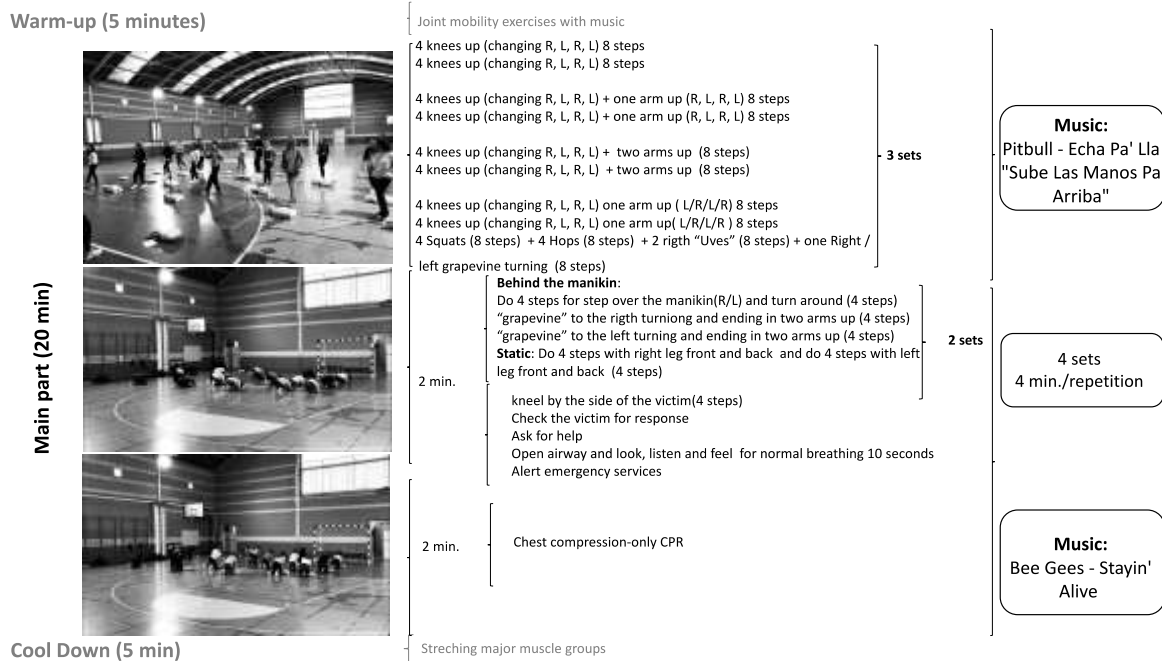 Warm-up (5 minutes)
Joint mobility exercises with music
Main part (20 min)
4 knees up (changing R, L, R, L) 8 steps
4 knees up (changing R, L, R, L) 8 steps
4 knees up (changing R, L, R, L) + one arm up (R, L, R, L) 8 steps
4 knees up (changing R, L, R, L) + one arm up (R, L, R, L) 8 steps
4 knees up (changing R, L, R, L) +  two arms up  (8 steps)
4 knees up (changing R, L, R, L)  + two arms up  (8 steps)
4 knees up (changing R, L, R, L) one arm up ( L/R/L/R) 8 steps
4 knees up (changing R, L, R, L) one arm up( L/R/L/R ) 8 steps
4 Squats (8 steps)  + 4 Hops (8 steps)  + 2 rigth “Uves” (8 steps) + one Right /
left grapevine turning  (8 steps)
3 sets
Music:
Pitbull - Echa Pa' Lla
"Sube Las Manos Pa
Arriba"
2 min.
Behind the manikin:
Do 4 steps for step over the manikin(R/L) and turn around (4 steps)
“grapevine” to the rigth turniong and ending in two arms up (4 steps)
“grapevine” to the left turning and ending in two arms up (4 steps)
Static: Do 4 steps with right leg front and back  and do 4 steps with left
leg front and back  (4 steps)
2 sets
kneel by the side of the victim(4 steps)
Check the victim for response
Ask for help
Open airway and look, listen and feel  for normal breathing 10 seconds
Alert emergency services
4 sets
4 min./repetition
2 min.
Chest compression-only CPR
Music:
Bee Gees - Stayin'
Alive
Cool Down (5 min)
Streching major muscle groups